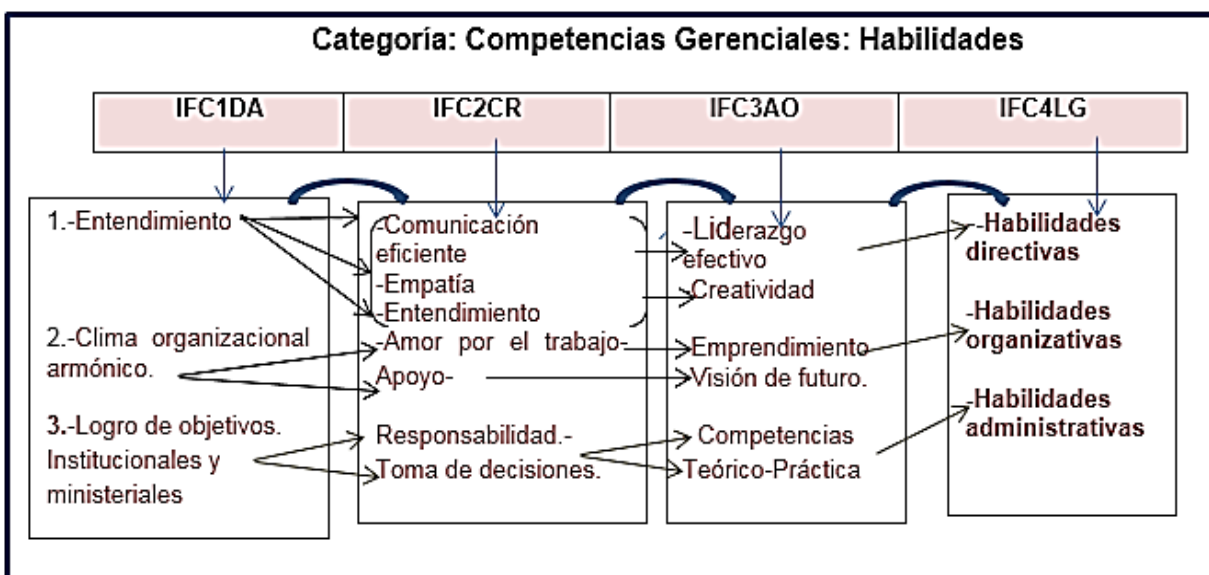 Categoría: Competencias Gerenciales: Habilidades
IFC1DA
IFC2CR
IFC3AO
IFC4LG
1.-Entendimiento
2.-Clima organizacional
armónico.
3.-Logro de objetivos.
Institucionales y
ministeriales
-Comunicación
eficiente
-Empatía
-Entendimiento
-Amor por el trabajo-
Apoyo-
Responsabilidad.-
Toma de decisiones.
-Liderazgo
efectivo
Creatividad
Emprendimiento
Visión de futuro.
Competencias
Teórico-Práctica
-Habilidades
directivas
-Habilidades
organizativas
-Habilidades
administrativas